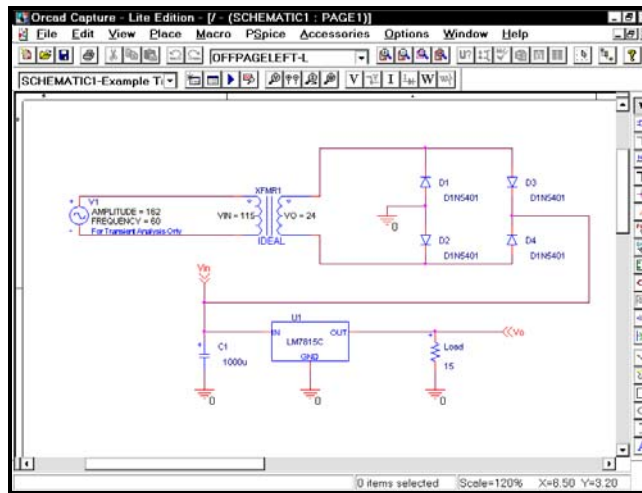 Orcad Capture - Lite Edition - [/ - (SCHEMATIC1 : PAGE1)]
File Edit View Place Macro PSpice Accessories Options Window Help
OFFPAGELEFT-L
U?
SCHEMATIC1-Example Tr
V I W
V1
AMPLITUDE = 162
FREQUENCY = 60
For Transient Analysis Only
XFMR1
VIN = 115
VO = 24
IDEAL
D1
D1N5401
D3
D1N5401
0
D2
D1N5401
D4
D1N5401
Vin
U1
IN
OUT
LM7815C
GND
C1
1000u
Vo
Load
15
0
0
0
0 items selected Scale=120% X=6.50 Y=3.20